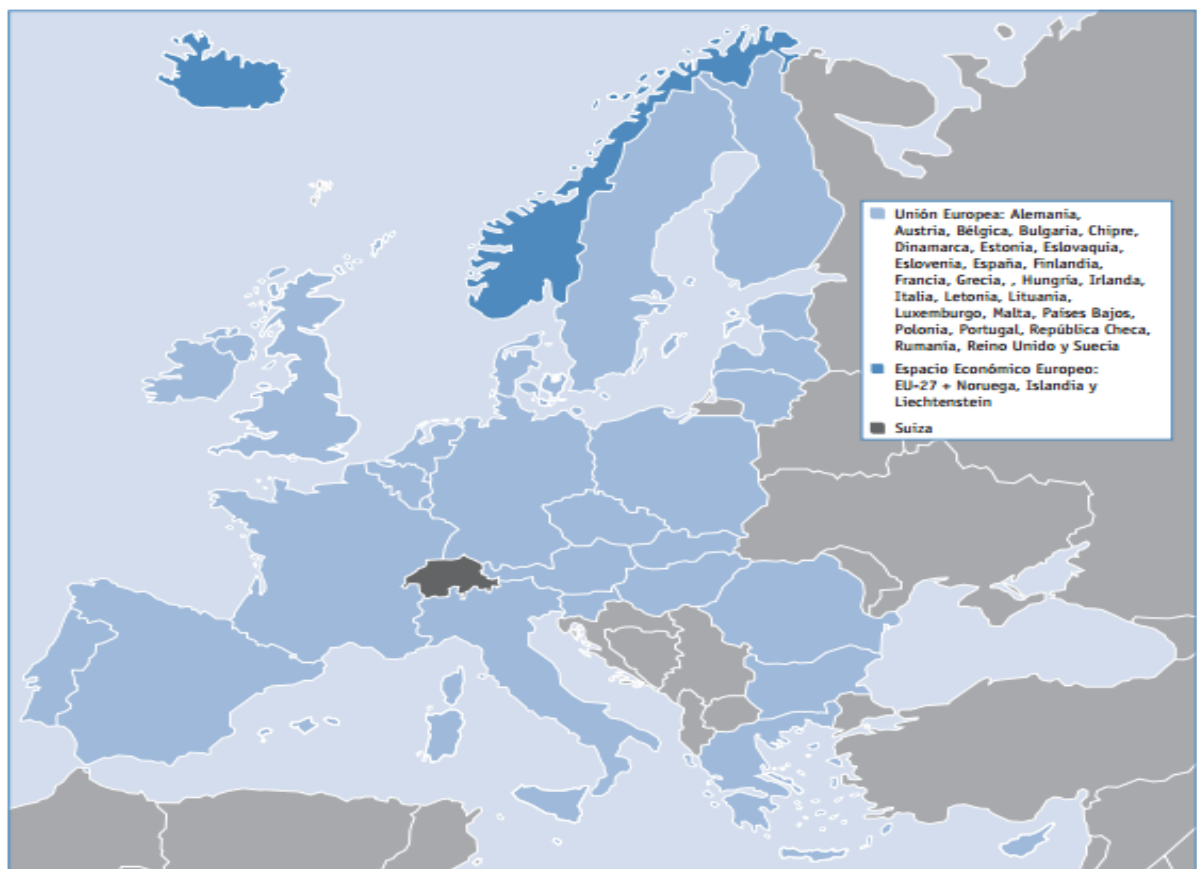 Unión Europea: Alemania,
Austria, Bélgica, Bulgaria, Chipre,
Dinamarca, Estonia, Eslovaquia,
Eslovenia, España, Finlandia,
Francia, Grecia, , Hungría, Irlanda,
Italia, Letonia, Lituania,
Luxemburgo, Malta, Países Bajos,
Polonia, Portugal, República Checa,
Rumanía, Reino Unido y Suecia
Espacio Económico Europeo:
EU-27 + Noruega, Islandia y
Liechtenstein
Suiza